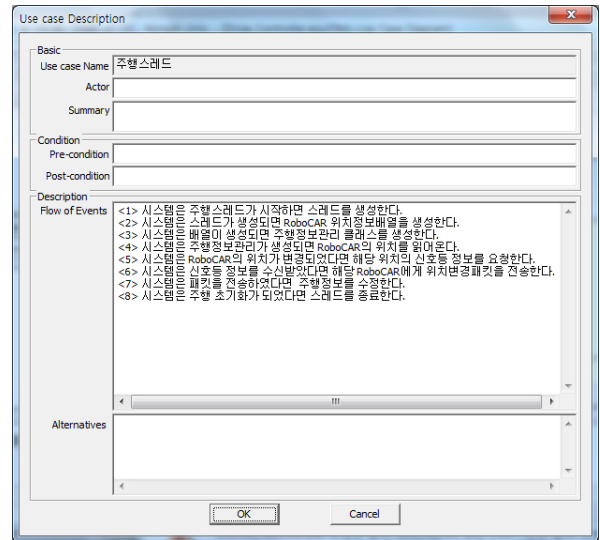 Use case Description
Basic
Use case Name 주행스레드
Actor
Summary
Condition
Pre-condition
Post-condition
Description
Flow of Events
<1> 시스템은 주행스레드가 시작하면 스레드를 생성한다.
<2> 시스템은 스레드가 생성되면 RoboCAR 위치정보배열을 생성한다.
<3> 시스템은 배열이 생성되면 주행정보관리 클래스를 생성한다.
<4> 시스템은 주행정보관리가 생성되면 RoboCAR의 위치를 읽어온다.
<5> 시스템은 RoboCAR의 위치가 변경되었다면 해당 위치의 신호등 정보를 요청한다.
<6> 시스템은 신호등 정보를 수신받았다면 해당 RoboCAR에게 위치변경패킷을 전송한다.
<7> 시스템은 패킷을 전송하였다면 주행정보를 수정한다.
<8> 시스템은 주행 초기화가 되었다면 스레드를 종료한다.
Alternatives
OK Cancel